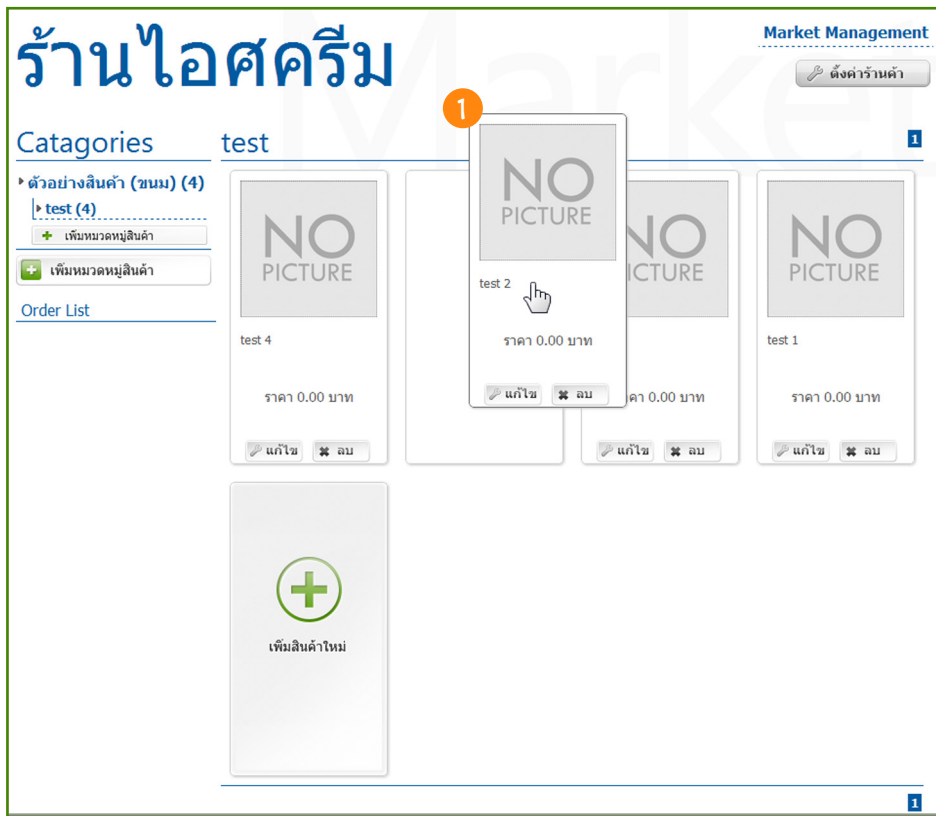 ร้านไอศครีม
Market
Market Management
ตั้งค่าร้านค้า
1
Catagories
ตัวอย่างสินค้า (ขนม) (4)
test (4)
เพิ่มหมวดหมู่สินค้า
เพิ่มหมวดหมู่สินค้า
Order List
test
1
NO
PICTURE
test 4
ราคา 0.00 บาท
แก้ไข
ลบ
NO
PICTURE
test 2
ราคา 0.00 บาท
แก้ไข
ลบ
NO
ICTURE
คา 0.00 บาท
แก้ไข
ลบ
NO
PICTURE
test 1
ราคา 0.00 บาท
แก้ไข
ลบ
เพิ่มสินค้าใหม่
1